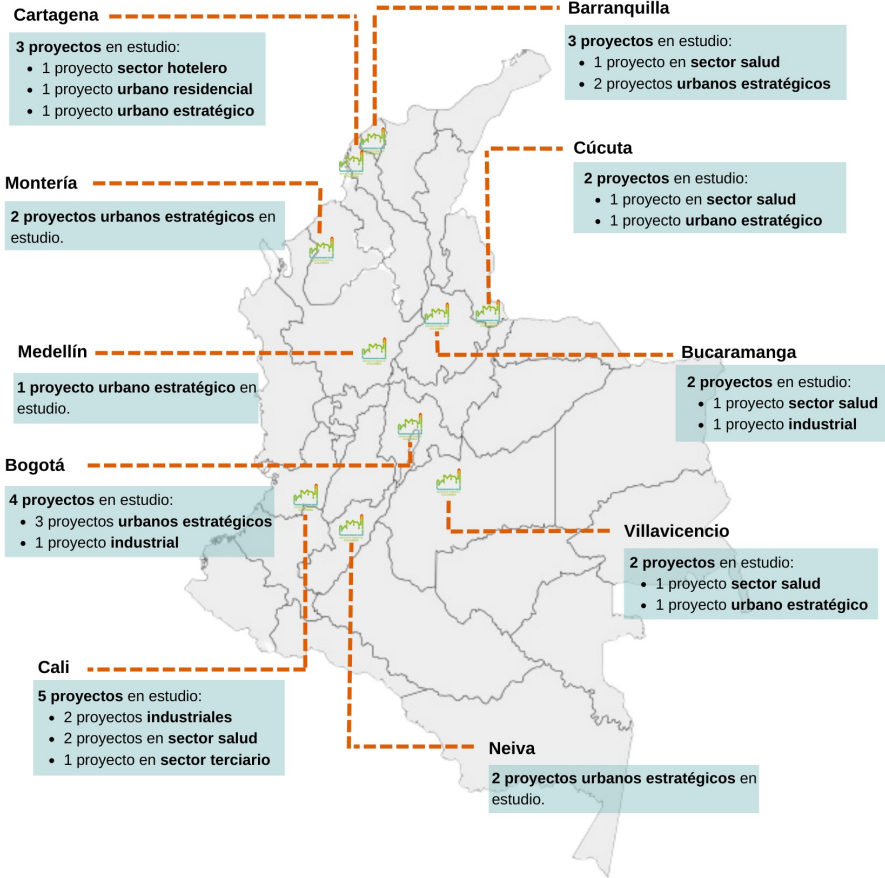 Cartagena
3 proyectos en estudio:
• 1 proyecto sector hotelero
• 1 proyecto urbano residencial
• 1 proyecto urbano estratégico
Barranquilla
3 proyectos en estudio:
• 1 proyecto en sector salud
• 2 proyectos urbanos estratégicos
Cúcuta
2 proyectos en estudio:
• 1 proyecto en sector salud
• 1 proyecto urbano estratégico
Montería
2 proyectos urbanos estratégicos en
estudio.
Medellín
1 proyecto urbano estratégico en
estudio.
Bucaramanga
2 proyectos en estudio:
• 1 proyecto sector salud
• 1 proyecto industrial
Bogotá
4 proyectos en estudio:
• 3 proyectos urbanos estratégicos
• 1 proyecto industrial
Villavicencio
2 proyectos en estudio:
• 1 proyecto sector salud
• 1 proyecto urbano estratégico
Cali
5 proyectos en estudio:
• 2 proyectos industriales
• 2 proyectos en sector salud
• 1 proyecto en sector terciario
Neiva
2 proyectos urbanos estratégicos en
estudio.